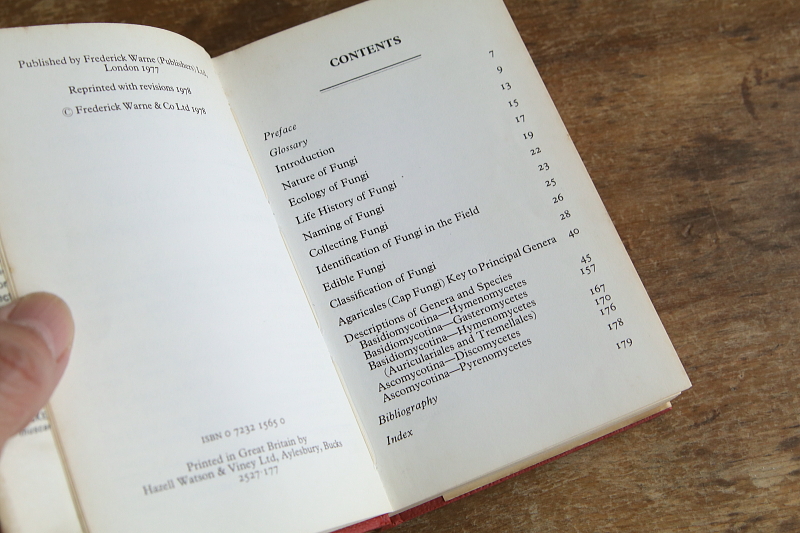 Published by Frederick Warne (Publishers) Ltd,
London 1977
Reprinted with revisions 1978
© Frederick Warne & Co Ltd 1978
ISBN 0 7232 1565 0
Printed in Great Britain by
Hazell Watson & Viney Ltd, Aylesbury, Bucks
2527·177
CONTENTS
Preface 7
Glossary 9
Introduction 13
Nature of Fungi 15
Ecology of Fungi 17
Life History of Fungi 19
Naming of Fungi 22
Collecting Fungi 23
Identification of Fungi in the Field 25
Edible Fungi 26
Classification of Fungi 28
Agaricales (Cap Fungi) Key to Principal Genera 40
Descriptions of Genera and Species
Basidiomycotina—Hymenomycetes 45
Basidiomycotina—Gasteromycetes 157
Basidiomycotina—Hymenomycetes
(Auriculariales and Tremellales) 167
Ascomycotina—Discomycetes 170
Ascomycotina—Pyrenomycetes 176
Bibliography 178
Index 179